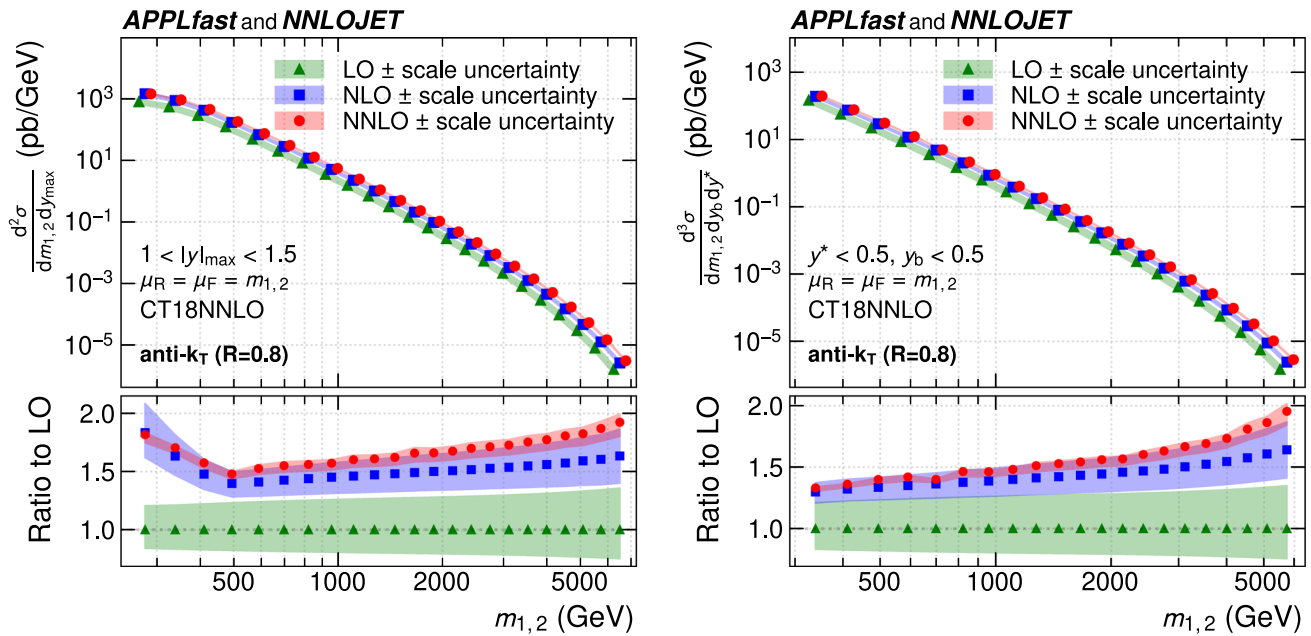 APPLfast and NNLOJET
d²σ/dm₁,₂ dy_max (pb/GeV)
10³
10¹
10⁻¹
10⁻³
10⁻⁵
LO ± scale uncertainty
NLO ± scale uncertainty
NNLO ± scale uncertainty
1 < |y|max < 1.5
μR = μF = m₁,₂
CT18NNLO
anti-kT (R=0.8)
Ratio to LO
2.0
1.5
1.0
500 1000 2000 5000
m₁,₂ (GeV)
APPLfast and NNLOJET
d³σ/dm₁,₂ dy_b dy* (pb/GeV)
10³
10¹
10⁻¹
10⁻³
10⁻⁵
LO ± scale uncertainty
NLO ± scale uncertainty
NNLO ± scale uncertainty
y* < 0.5, yb < 0.5
μR = μF = m₁,₂
CT18NNLO
anti-kT (R=0.8)
Ratio to LO
2.0
1.5
1.0
500 1000 2000 5000
m₁,₂ (GeV)